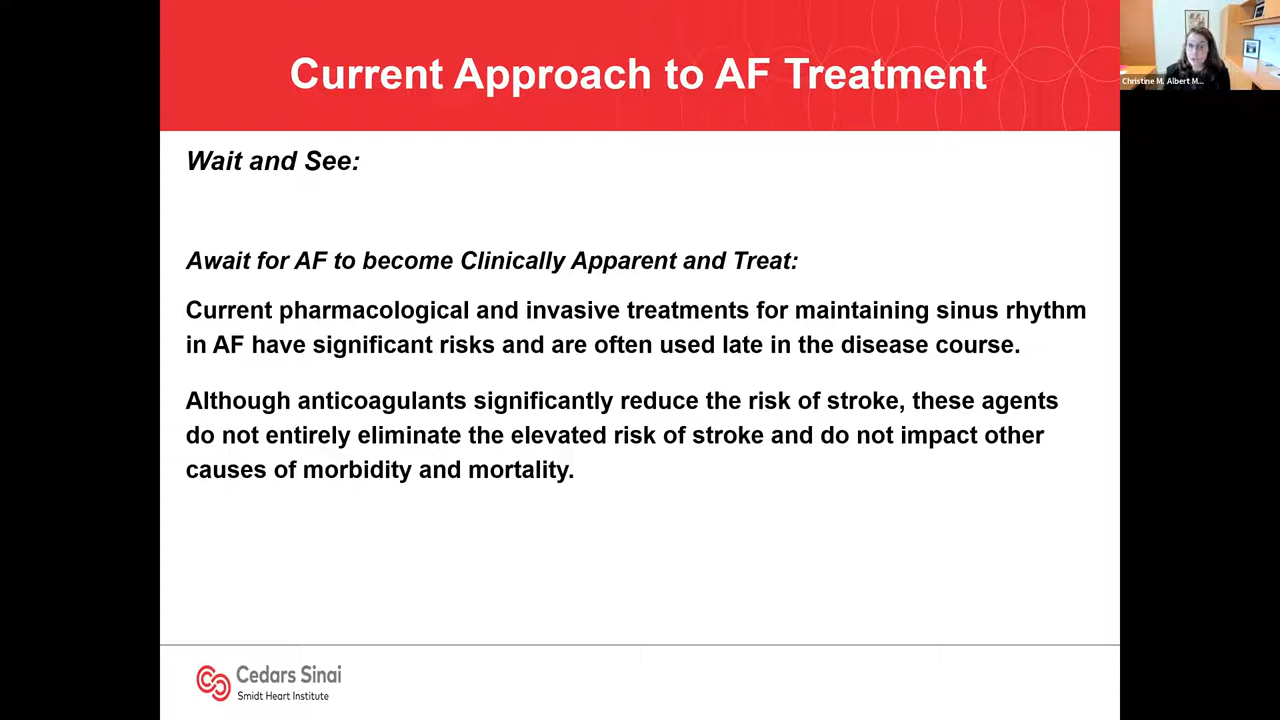 Current Approach to AF Treatment
Christine M, Albert M...
Wait and See:
Await for AF to become Clinically Apparent and Treat:
Current pharmacological and invasive treatments for maintaining sinus rhythm
in AF have significant risks and are often used late in the disease course.
Although anticoagulants significantly reduce the risk of stroke, these agents
do not entirely eliminate the elevated risk of stroke and do not impact other
causes of morbidity and mortality.
Cedars Sinai
Smidt Heart Institute